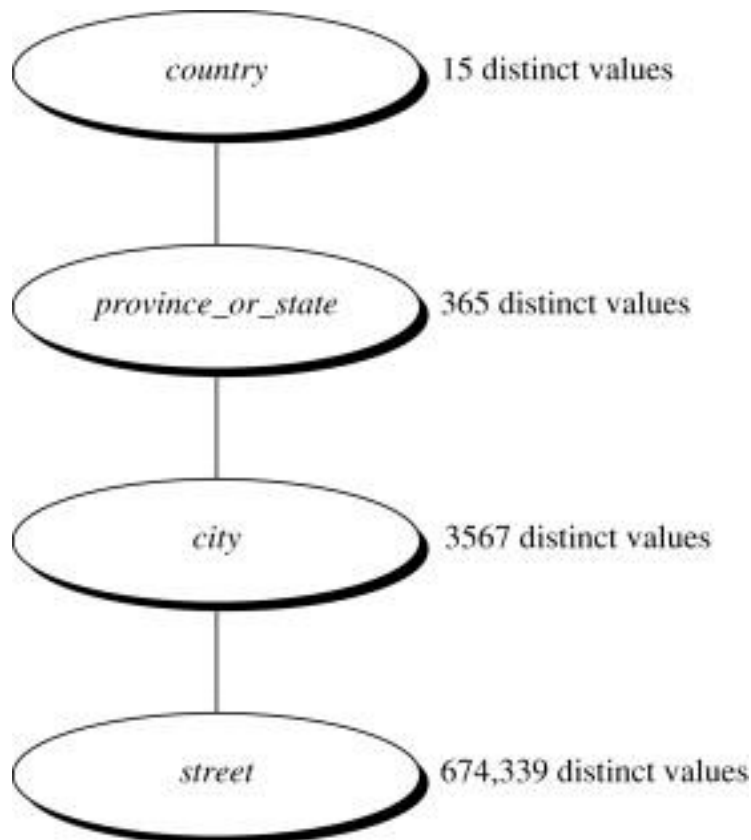 country 15 distinct values
province_or_state 365 distinct values
city 3567 distinct values
street 674,339 distinct values